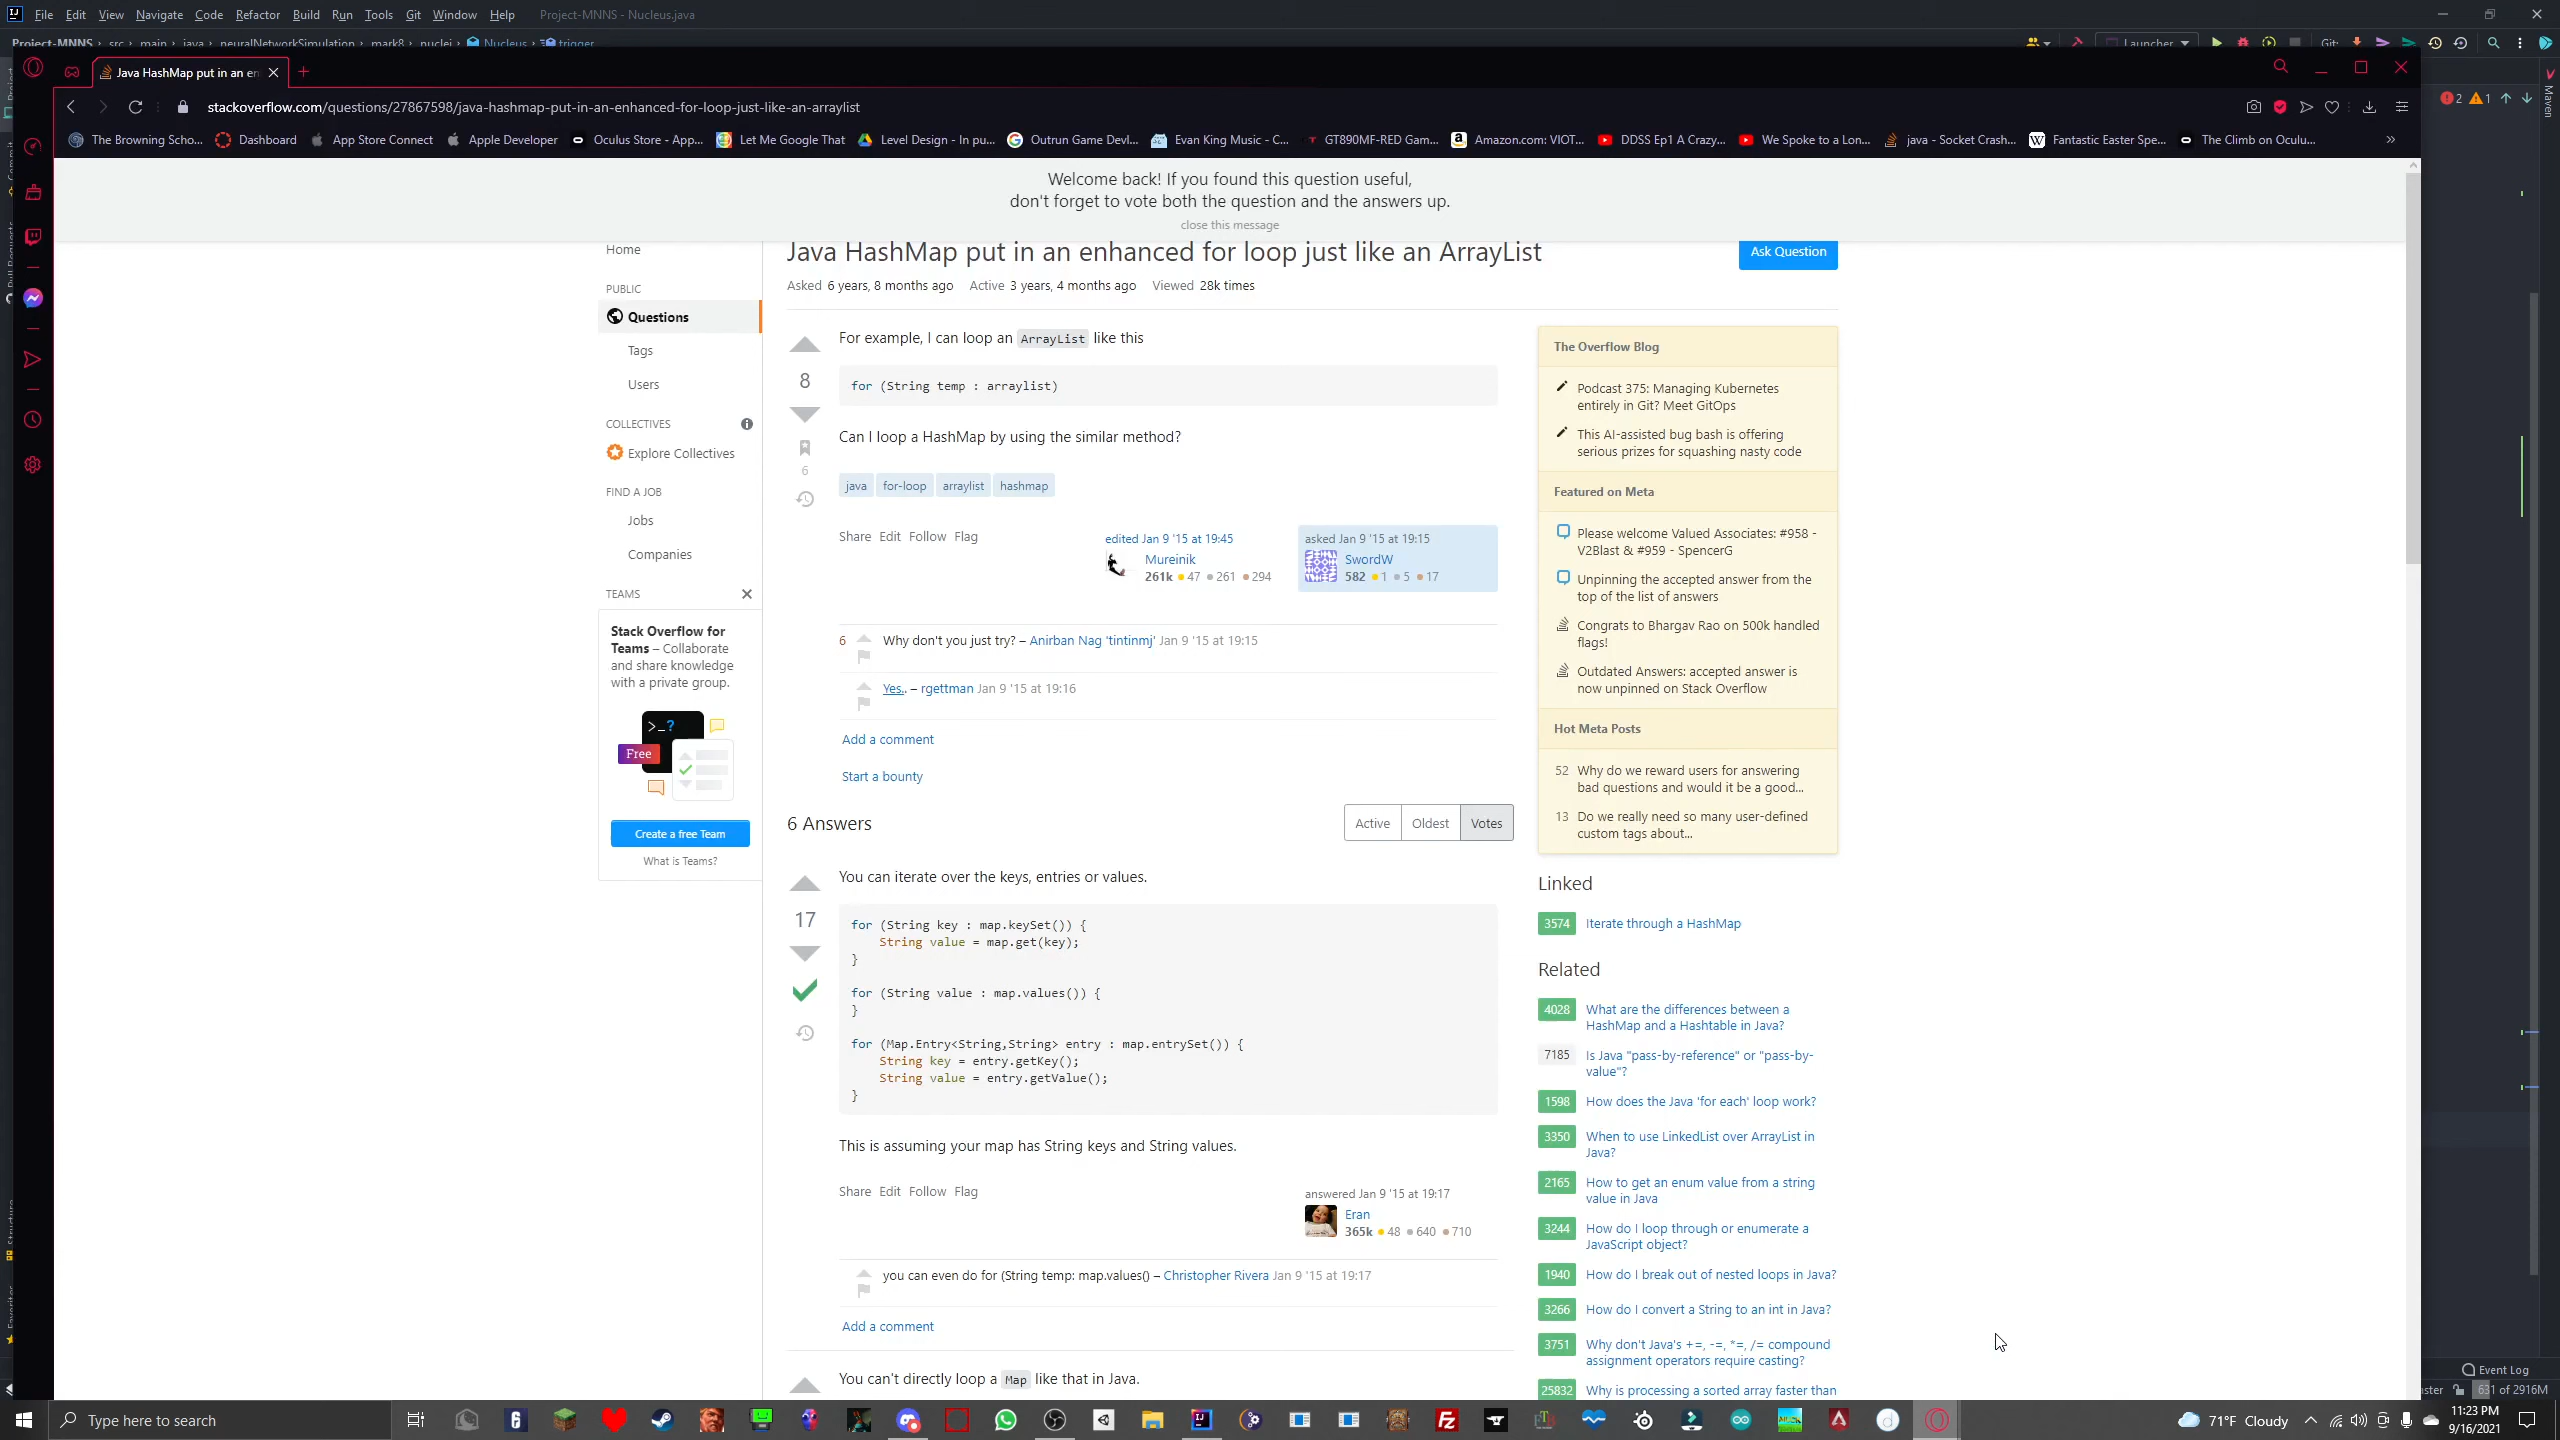 File Edit View Navigate Code Refactor Build Run Tools Git Window Help Project-MNNS - Nucleus.java
Project-MNNS src main java neuralNetworkSimulation mark8 nuclei Nucleus trigger
Launcher Git:
Java HashMap put in an en
stackoverflow.com/questions/27867598/java-hashmap-put-in-an-enhanced-for-loop-just-like-an-arraylist
2 1
Maven
The Browning Scho... Dashboard App Store Connect Apple Developer Oculus Store - App... Let Me Google That Level Design - In pu... Outrun Game Devl... Evan King Music - C... GT890MF-RED Gam... Amazon.com: VIOT... DDSS Ep1 A Crazy... We Spoke to a Lon... java - Socket Crash... Fantastic Easter Spe... The Climb on Oculu... »
Welcome back! If you found this question useful,
don't forget to vote both the question and the answers up.
close this message
Home
PUBLIC
Questions
Tags
Users
COLLECTIVES
Explore Collectives
FIND A JOB
Jobs
Companies
TEAMS
Stack Overflow for
Teams – Collaborate
and share knowledge
with a private group.
>_?
Free
Create a free Team
What is Teams?
Java HashMap put in an enhanced for loop just like an ArrayList
Ask Question
Asked 6 years, 8 months ago Active 3 years, 4 months ago Viewed 28k times
For example, I can loop an ArrayList like this
8
for (String temp : arraylist)
Can I loop a HashMap by using the similar method?
6
java for-loop arraylist hashmap
Share Edit Follow Flag
edited Jan 9 '15 at 19:45
Mureinik
261k 47 261 294
asked Jan 9 '15 at 19:15
SwordW
582 1 5 17
6 Why don't you just try? – Anirban Nag 'tintinmj' Jan 9 '15 at 19:15
Yes.. – rgettman Jan 9 '15 at 19:16
Add a comment
Start a bounty
6 Answers
Active Oldest Votes
You can iterate over the keys, entries or values.
17
for (String key : map.keySet()) {
String value = map.get(key);
}
for (String value : map.values()) {
}
for (Map.Entry<String,String> entry : map.entrySet()) {
String key = entry.getKey();
String value = entry.getValue();
}
This is assuming your map has String keys and String values.
Share Edit Follow Flag
answered Jan 9 '15 at 19:17
Eran
365k 48 640 710
you can even do for (String temp: map.values() – Christopher Rivera Jan 9 '15 at 19:17
Add a comment
You can't directly loop a Map like that in Java.
The Overflow Blog
Podcast 375: Managing Kubernetes
entirely in Git? Meet GitOps
This AI-assisted bug bash is offering
serious prizes for squashing nasty code
Featured on Meta
Please welcome Valued Associates: #958 -
V2Blast & #959 - SpencerG
Unpinning the accepted answer from the
top of the list of answers
Congrats to Bhargav Rao on 500k handled
flags!
Outdated Answers: accepted answer is
now unpinned on Stack Overflow
Hot Meta Posts
52 Why do we reward users for answering
bad questions and would it be a good...
13 Do we really need so many user-defined
custom tags about...
Linked
3574 Iterate through a HashMap
Related
4028 What are the differences between a
HashMap and a Hashtable in Java?
7185 Is Java "pass-by-reference" or "pass-by-
value"?
1598 How does the Java 'for each' loop work?
3350 When to use LinkedList over ArrayList in
Java?
2165 How to get an enum value from a string
value in Java
3244 How do I loop through or enumerate a
JavaScript object?
1940 How do I break out of nested loops in Java?
3266 How do I convert a String to an int in Java?
3751 Why don't Java's +=, -=, *=, /= compound
assignment operators require casting?
25832 Why is processing a sorted array faster than
Event Log
631 of 2916M
Type here to search
71°F Cloudy
11:23 PM
9/16/2021